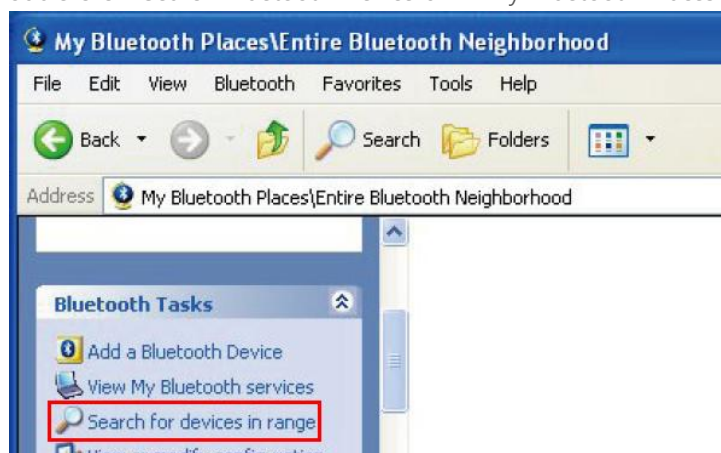 My Bluetooth Places\Entire Bluetooth Neighborhood
File Edit View Bluetooth Favorites Tools Help
Back Search Folders
Address My Bluetooth Places\Entire Bluetooth Neighborhood
Bluetooth Tasks
Add a Bluetooth Device
View My Bluetooth services
Search for devices in range